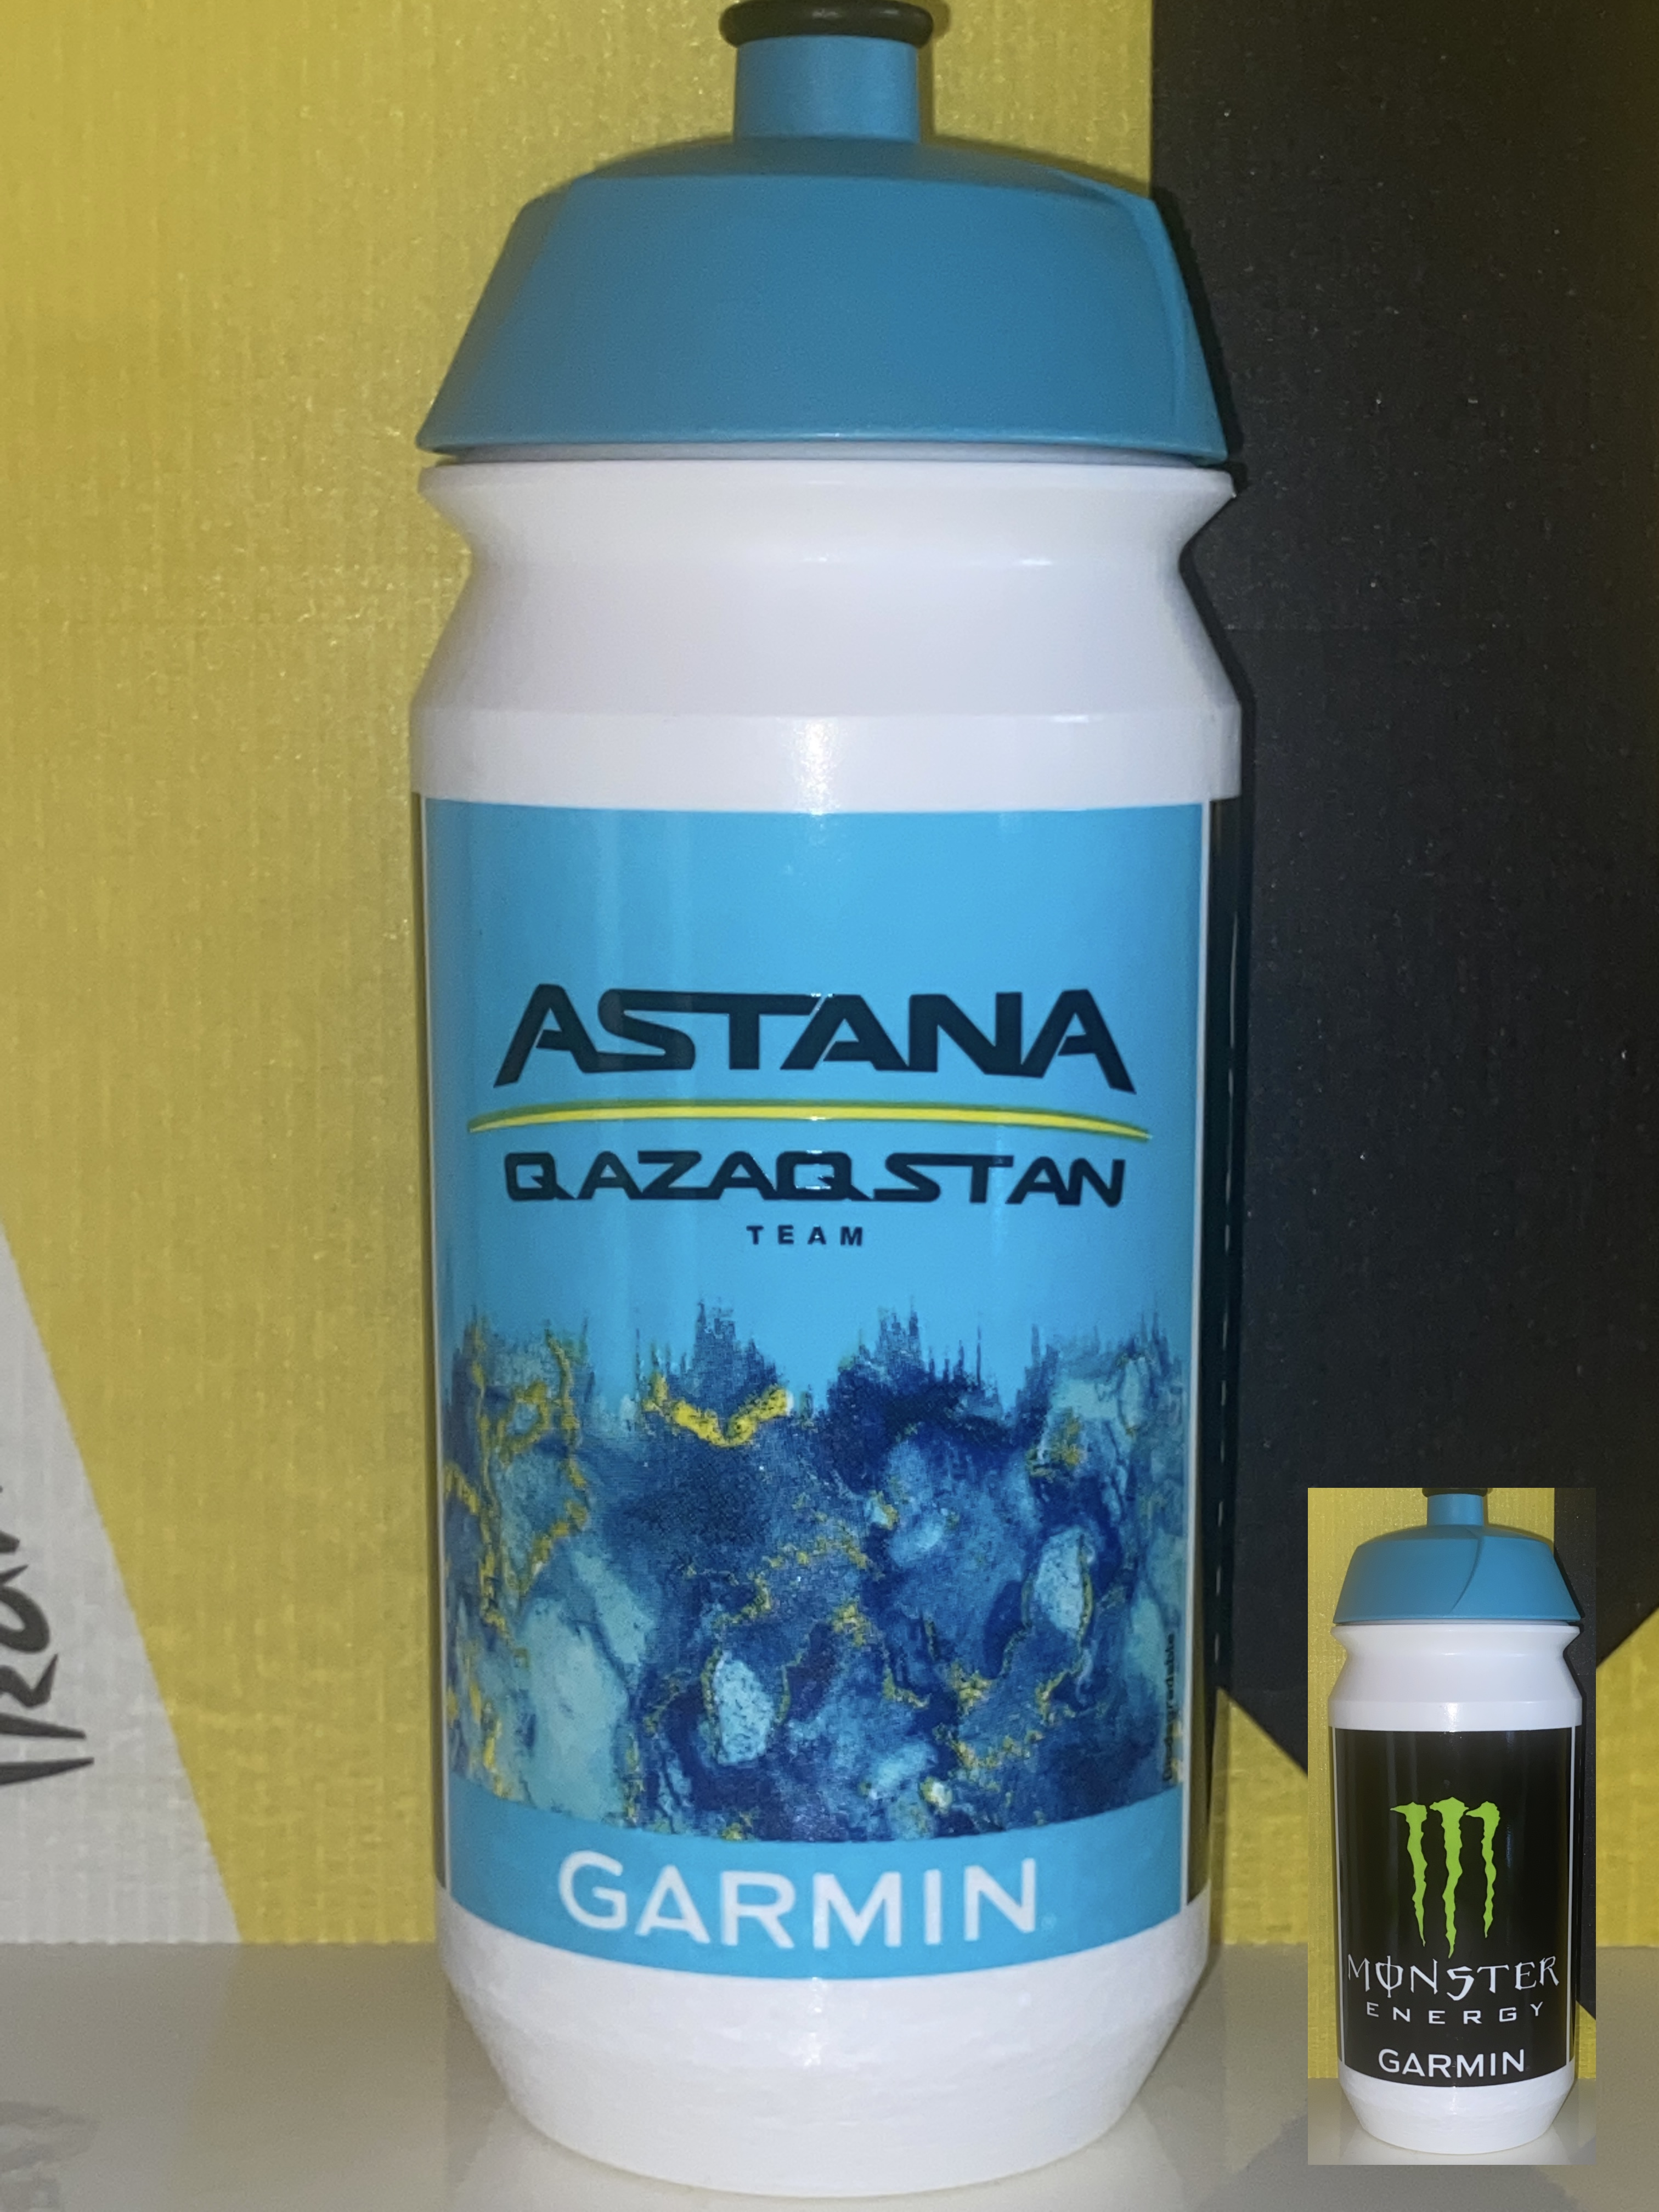 ASTANA
QAZAQSTAN
TEAM
GARMIN
MONSTER
ENERGY
GARMIN